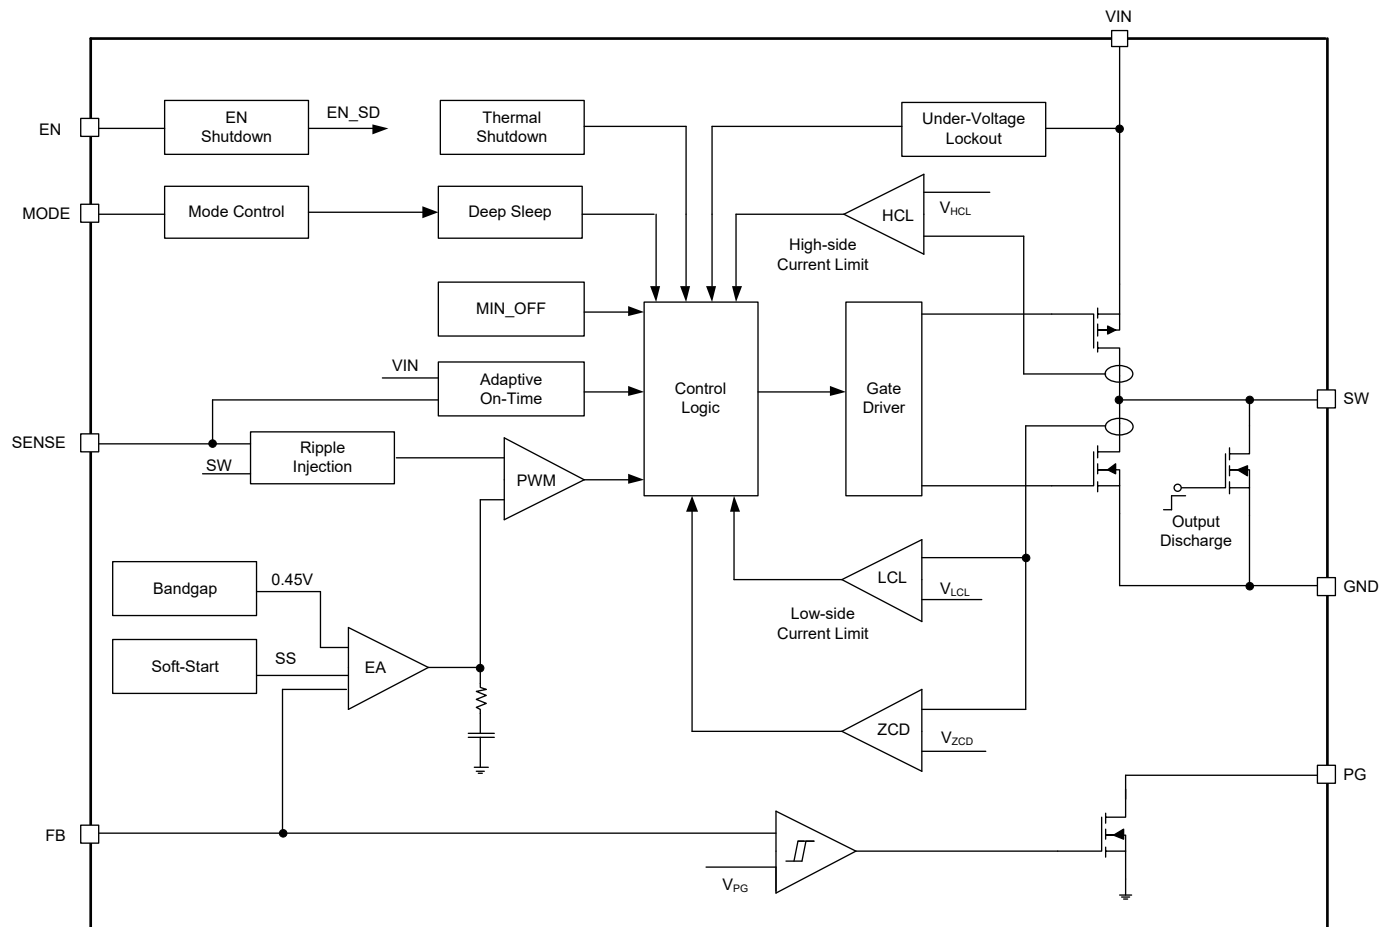 VIN
EN
EN
Shutdown
EN_SD
Thermal
Shutdown
Under-Voltage
Lockout
MODE
Mode Control
Deep Sleep
HCL
VHCL
High-side
Current Limit
MIN_OFF
VIN
Adaptive
On-Time
Control
Logic
Gate
Driver
SW
SENSE
SW
Ripple
Injection
PWM
Output
Discharge
Bandgap
0.45V
LCL
VLCL
Low-side
Current Limit
GND
Soft-Start
SS
EA
ZCD
VZCD
PG
FB
VPG